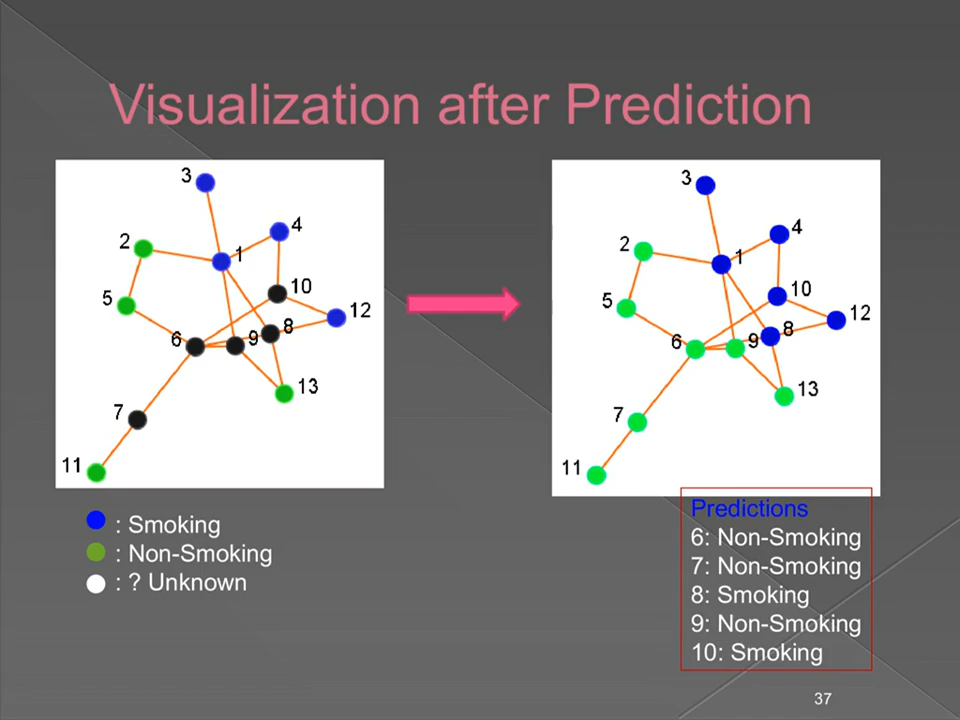 Visualization after Prediction
3
4
2
1
5
10
12
6
9
8
13
7
11
3
4
2
1
5
10
12
6
9
8
13
7
11
: Smoking
: Non-Smoking
: ? Unknown
Predictions
6: Non-Smoking
7: Non-Smoking
8: Smoking
9: Non-Smoking
10: Smoking
37